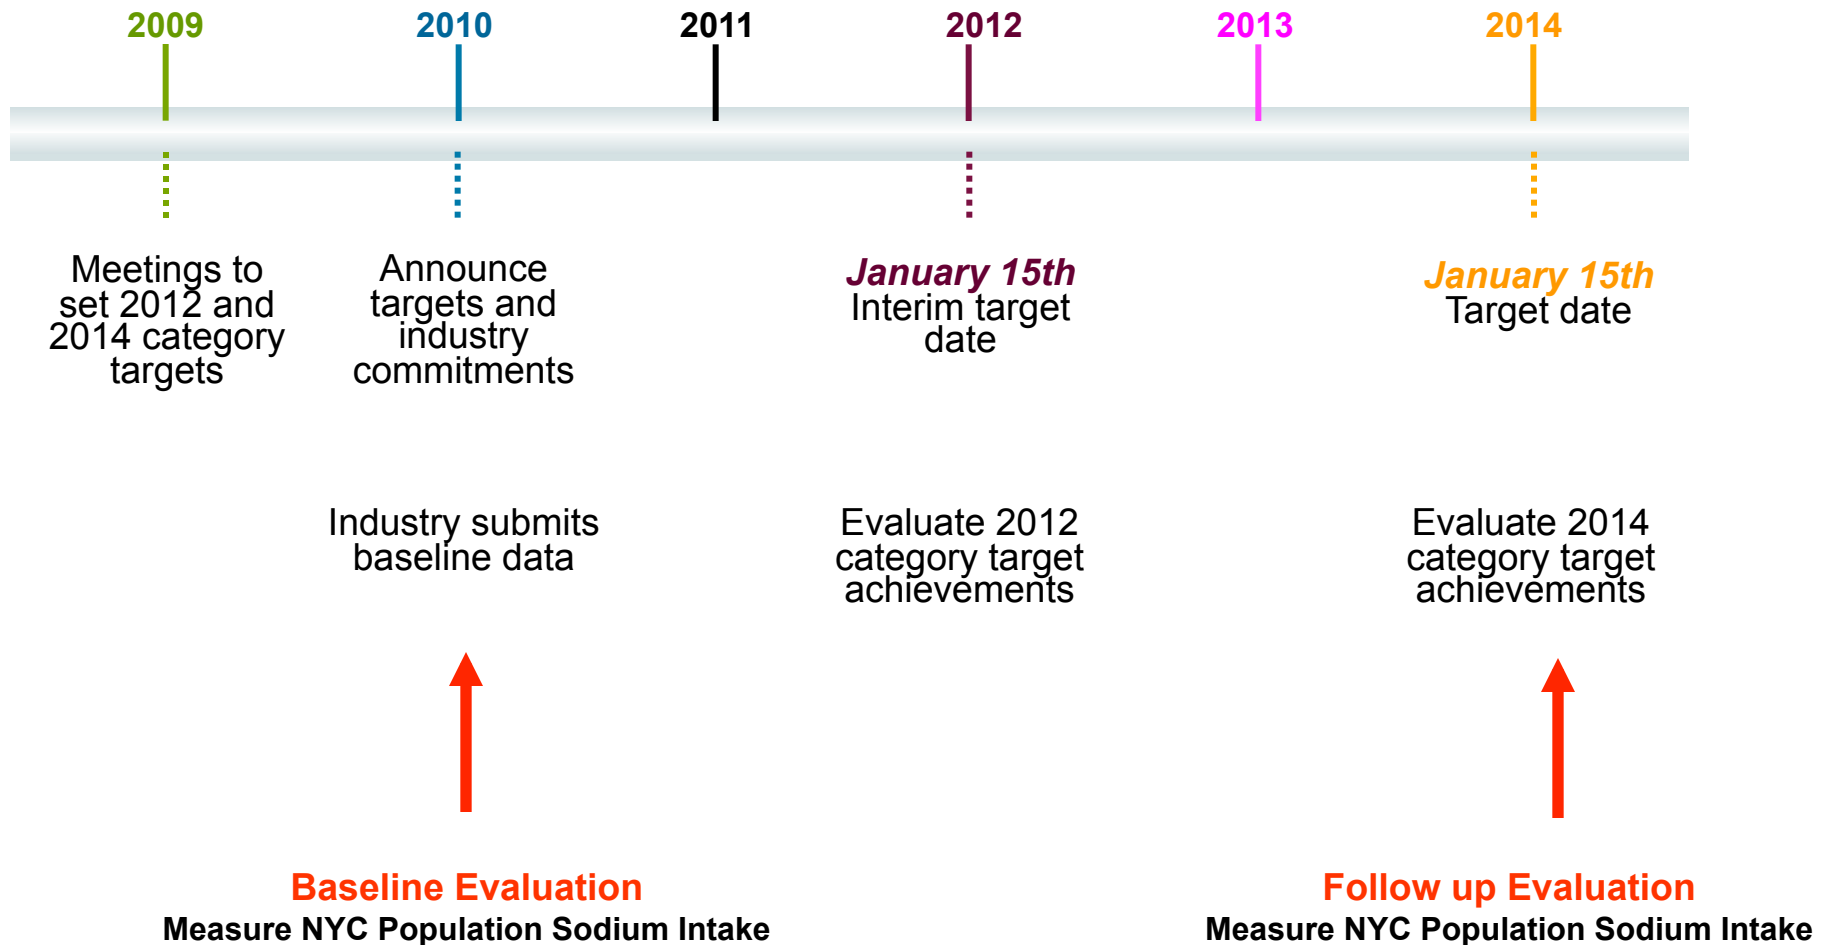 2009
2010
2011
2012
2013
2014
Meetings to
set 2012 and
2014 category
targets
Announce
targets and
industry
commitments
January 15th
Interim target
date
January 15th
Target date
Industry submits
baseline data
Evaluate 2012
category target
achievements
Evaluate 2014
category target
achievements
Baseline Evaluation
Measure NYC Population Sodium Intake
Follow up Evaluation
Measure NYC Population Sodium Intake